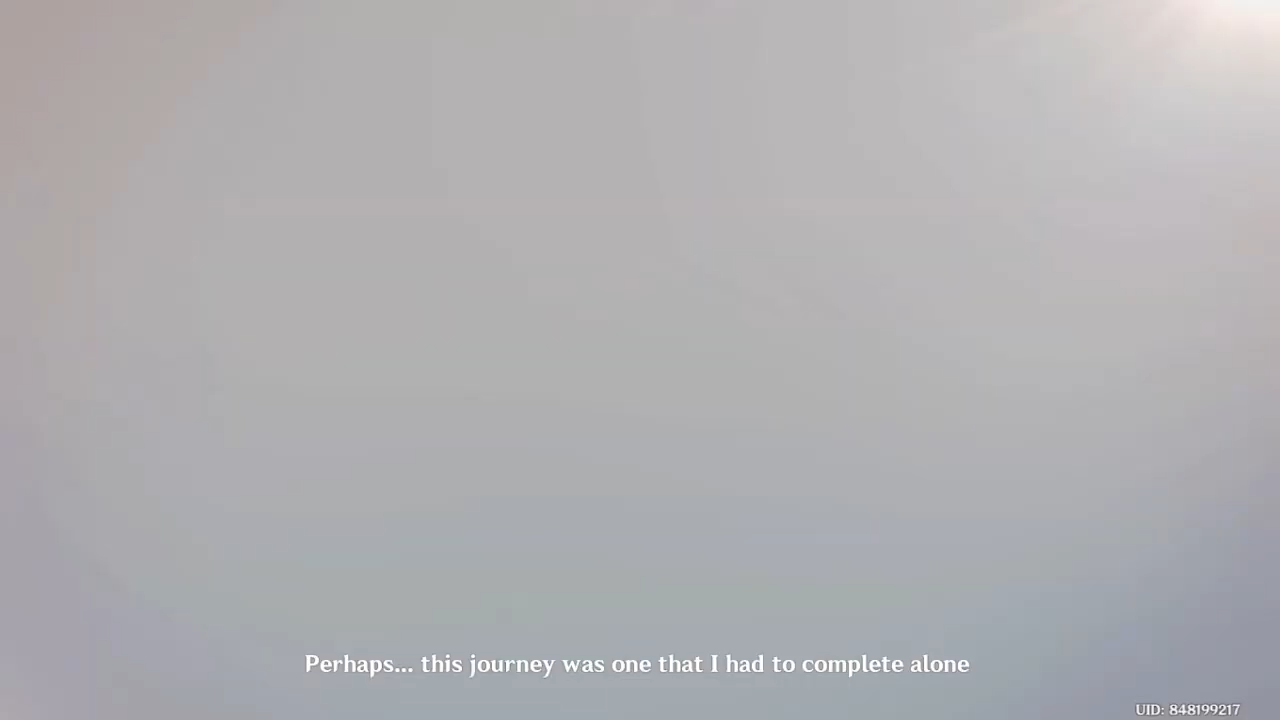 Perhaps... this journey was one that I had to complete alone
UID: 848199217